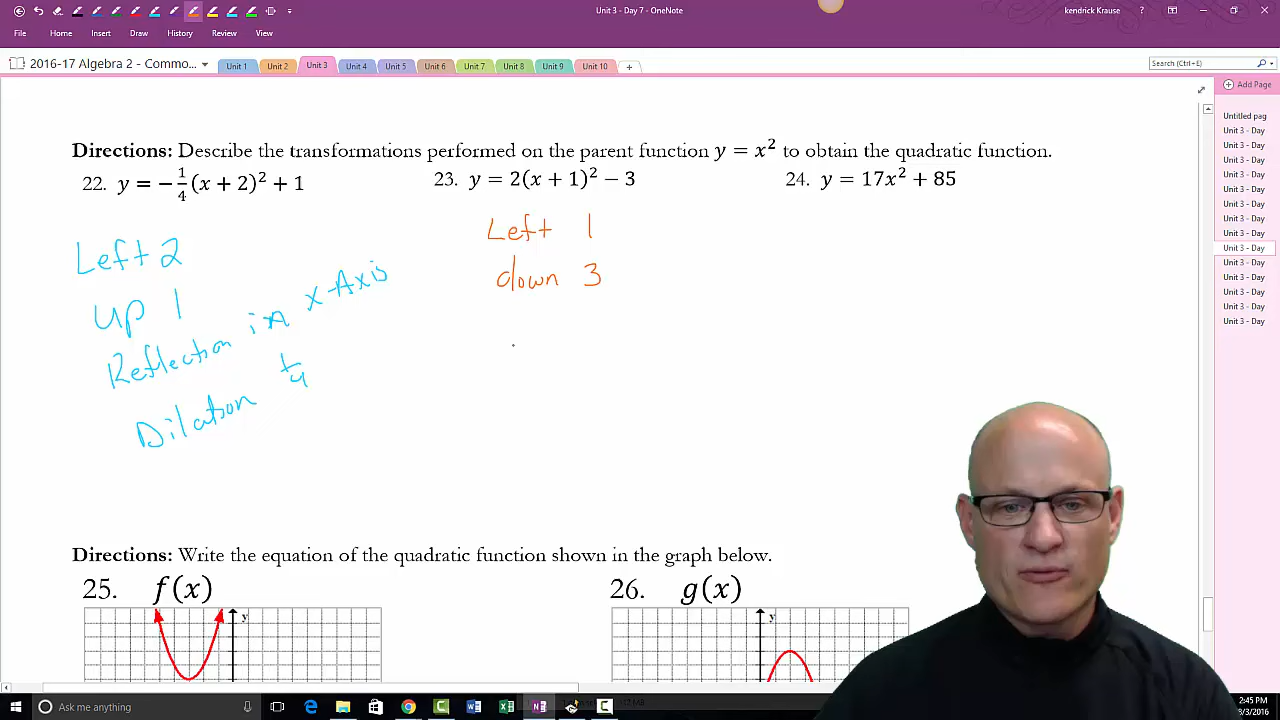 Unit 3 - Day 7 - OneNote
kendrick Krause
?
File Home Insert Draw History Review View
2016-17 Algebra 2 - Commo...
Unit 1 Unit 2 Unit 3 Unit 4 Unit 5 Unit 6 Unit 7 Unit 8 Unit 9 Unit 10 +
Search (Ctrl+E)
Add Page
Untitled pag
Unit 3 - Day
Unit 3 - Day
Unit 3 - Day
Unit 3 - Day
Unit 3 - Day
Unit 3 - Day
Unit 3 - Day
Unit 3 - Day
Unit 3 - Day
Unit 3 - Day
Unit 3 - Day
Unit 3 - Day
Unit 3 - Day
Unit 3 - Day
Directions: Describe the transformations performed on the parent function y = x² to obtain the quadratic function.
22. y = −1/4(x + 2)² + 1
23. y = 2(x + 1)² − 3
24. y = 17x² + 85
Left 2
up 1
Reflection in x-Axis
Dilation 1/4
Left 1
down 3
Directions: Write the equation of the quadratic function shown in the graph below.
25. f(x)
26. g(x)
y
y
Ask me anything
2:45 PM